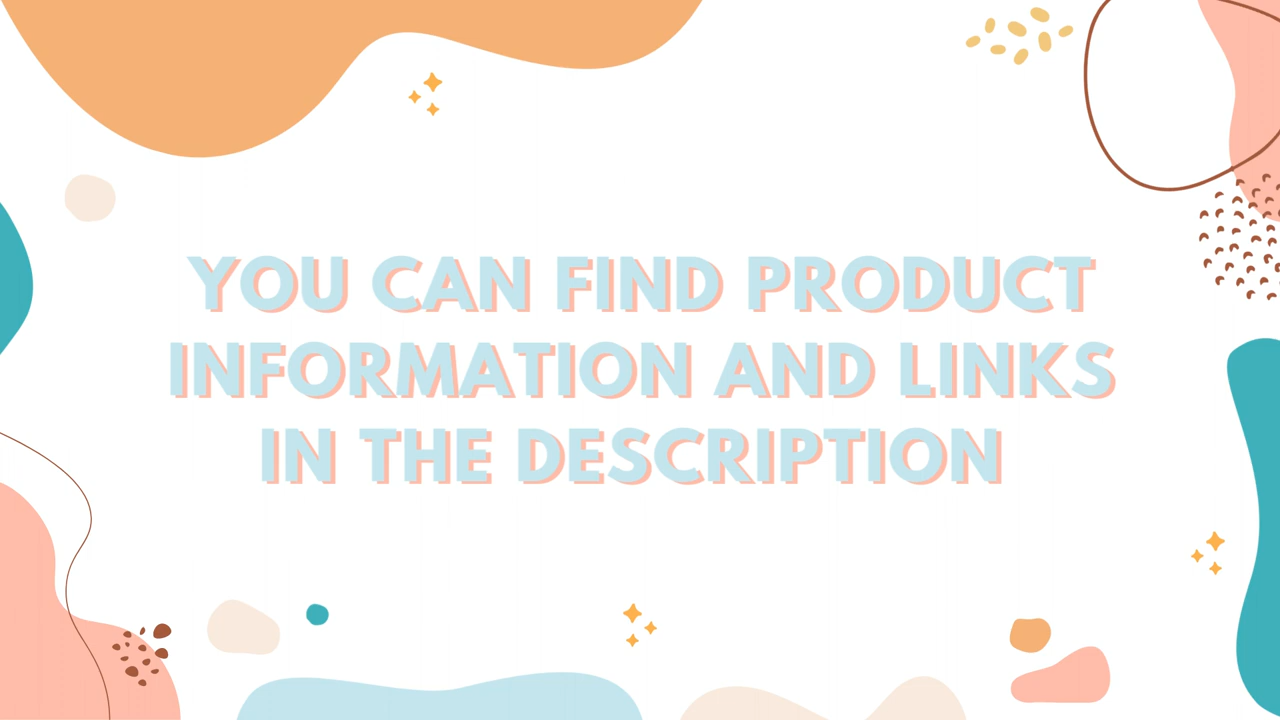 YOU CAN FIND PRODUCT
INFORMATION AND LINKS
IN THE DESCRIPTION